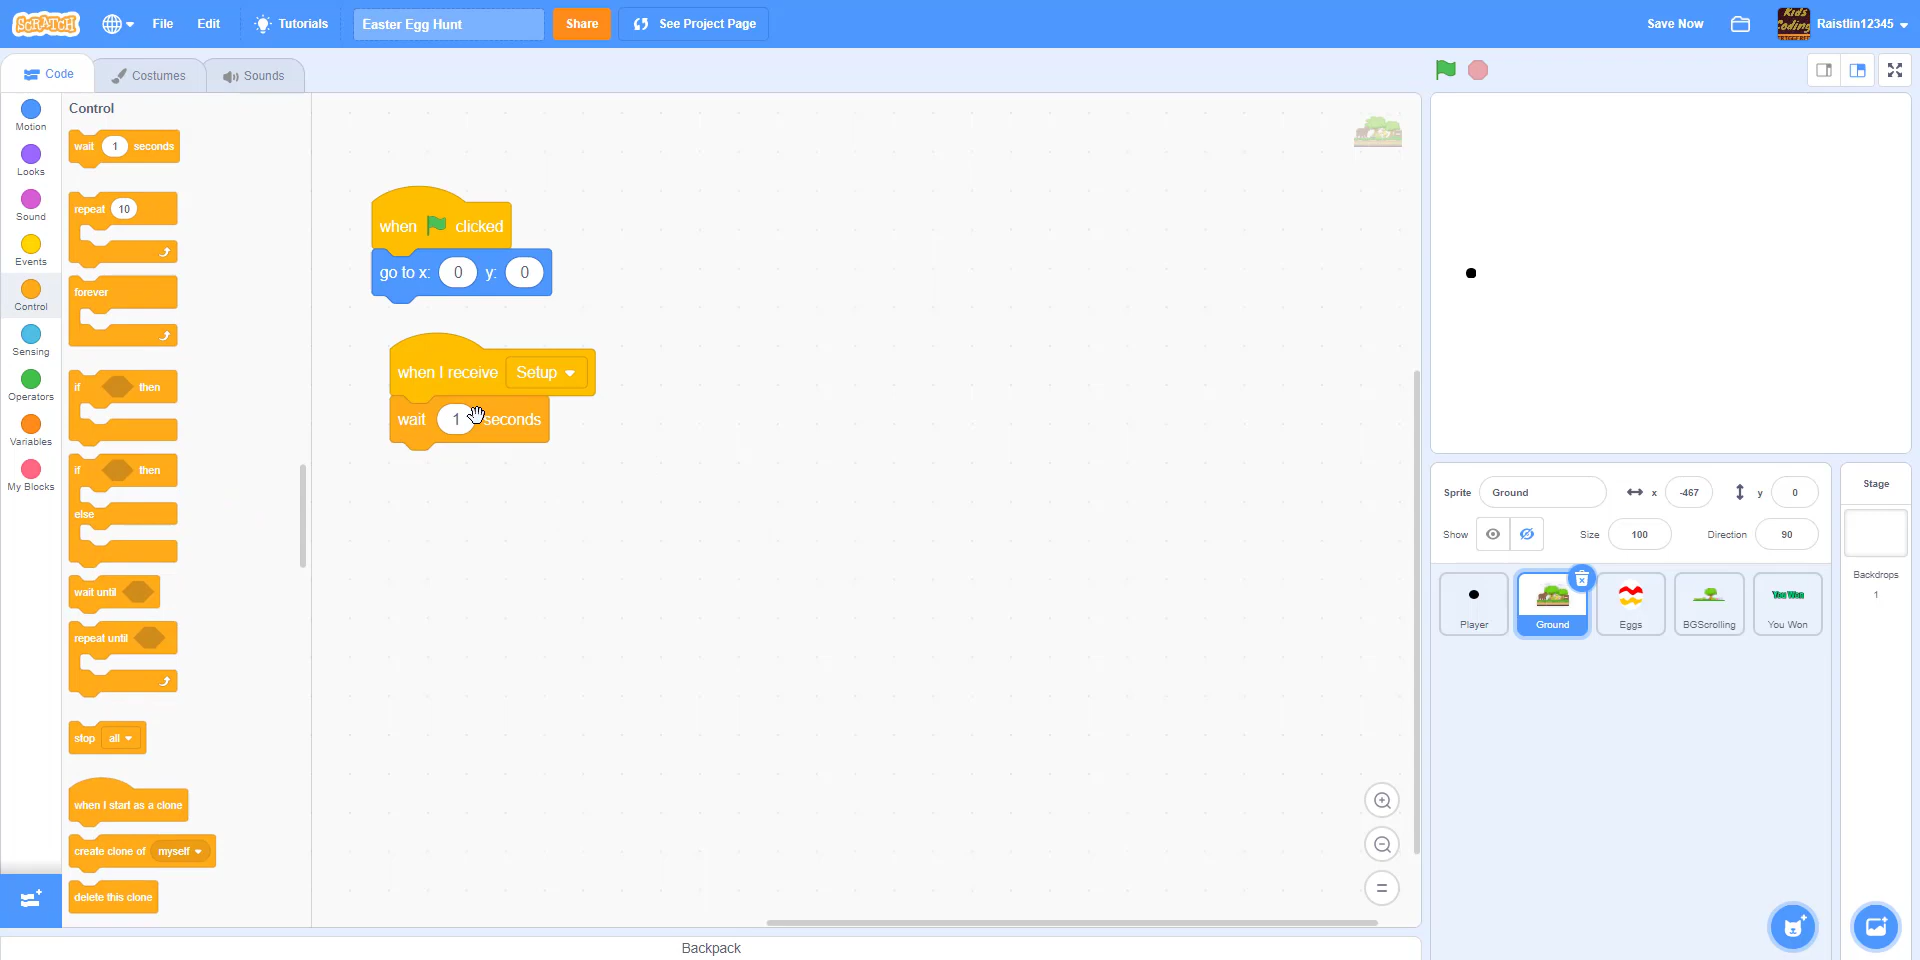 SCRATCH
File
Edit
Tutorials
Easter Egg Hunt
Share
See Project Page
Save Now
Raistlin12345
Code
Costumes
Sounds
Motion
Looks
Sound
Events
Control
Sensing
Operators
Variables
My Blocks
Control
wait 1 seconds
repeat 10
forever
if then
if then
else
wait until
repeat until
stop all
when I start as a clone
create clone of myself
delete this clone
when clicked
go to x: 0 y: 0
when I receive Setup
wait 1 seconds
Backpack
Sprite Ground x -467 y 0
Show Size 100 Direction 90
Player
Ground
Eggs
BGScrolling
You Won
You Won
Stage
Backdrops
1